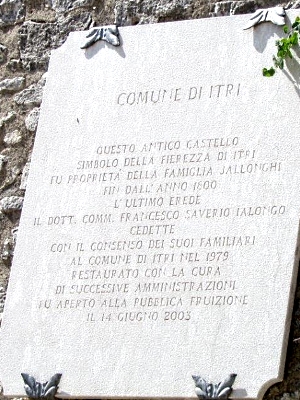 COMUNE DI ITRI
QUESTO ANTICO CASTELLO
SIMBOLO DELLA FIEREZZA DI ITRI
FU PROPRIETA' DELLA FAMIGLIA JALLONGHI
FIN DALL'ANNO 1800
L'ULTIMO EREDE
IL DOTT. COMM. FRANCESCO SAVERIO IALONGO
CEDETTE
CON IL CONSENSO DEI SUOI FAMILIARI
AL COMUNE DI ITRI NEL 1979
RESTAURATO CON LA CURA
DI SUCCESSIVE AMMINISTRAZIONI
FU APERTO ALLA PUBBLICA FRUIZIONE
IL 14 GIUGNO 2003